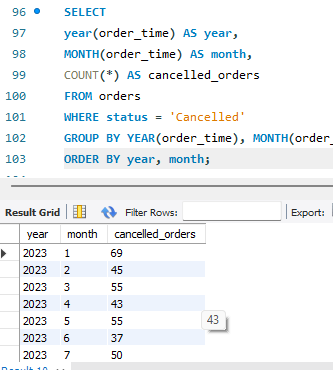 96 SELECT
97 year(order_time) AS year,
98 MONTH(order_time) AS month,
99 COUNT(*) AS cancelled_orders
100 FROM orders
101 WHERE status = 'Cancelled'
102 GROUP BY YEAR(order_time), MONTH(order_
103 ORDER BY year, month;
Result Grid Filter Rows: Export:
year month cancelled_orders
2023 1 69
2023 2 45
2023 3 55
2023 4 43
2023 5 55
43
2023 6 37
2023 7 50